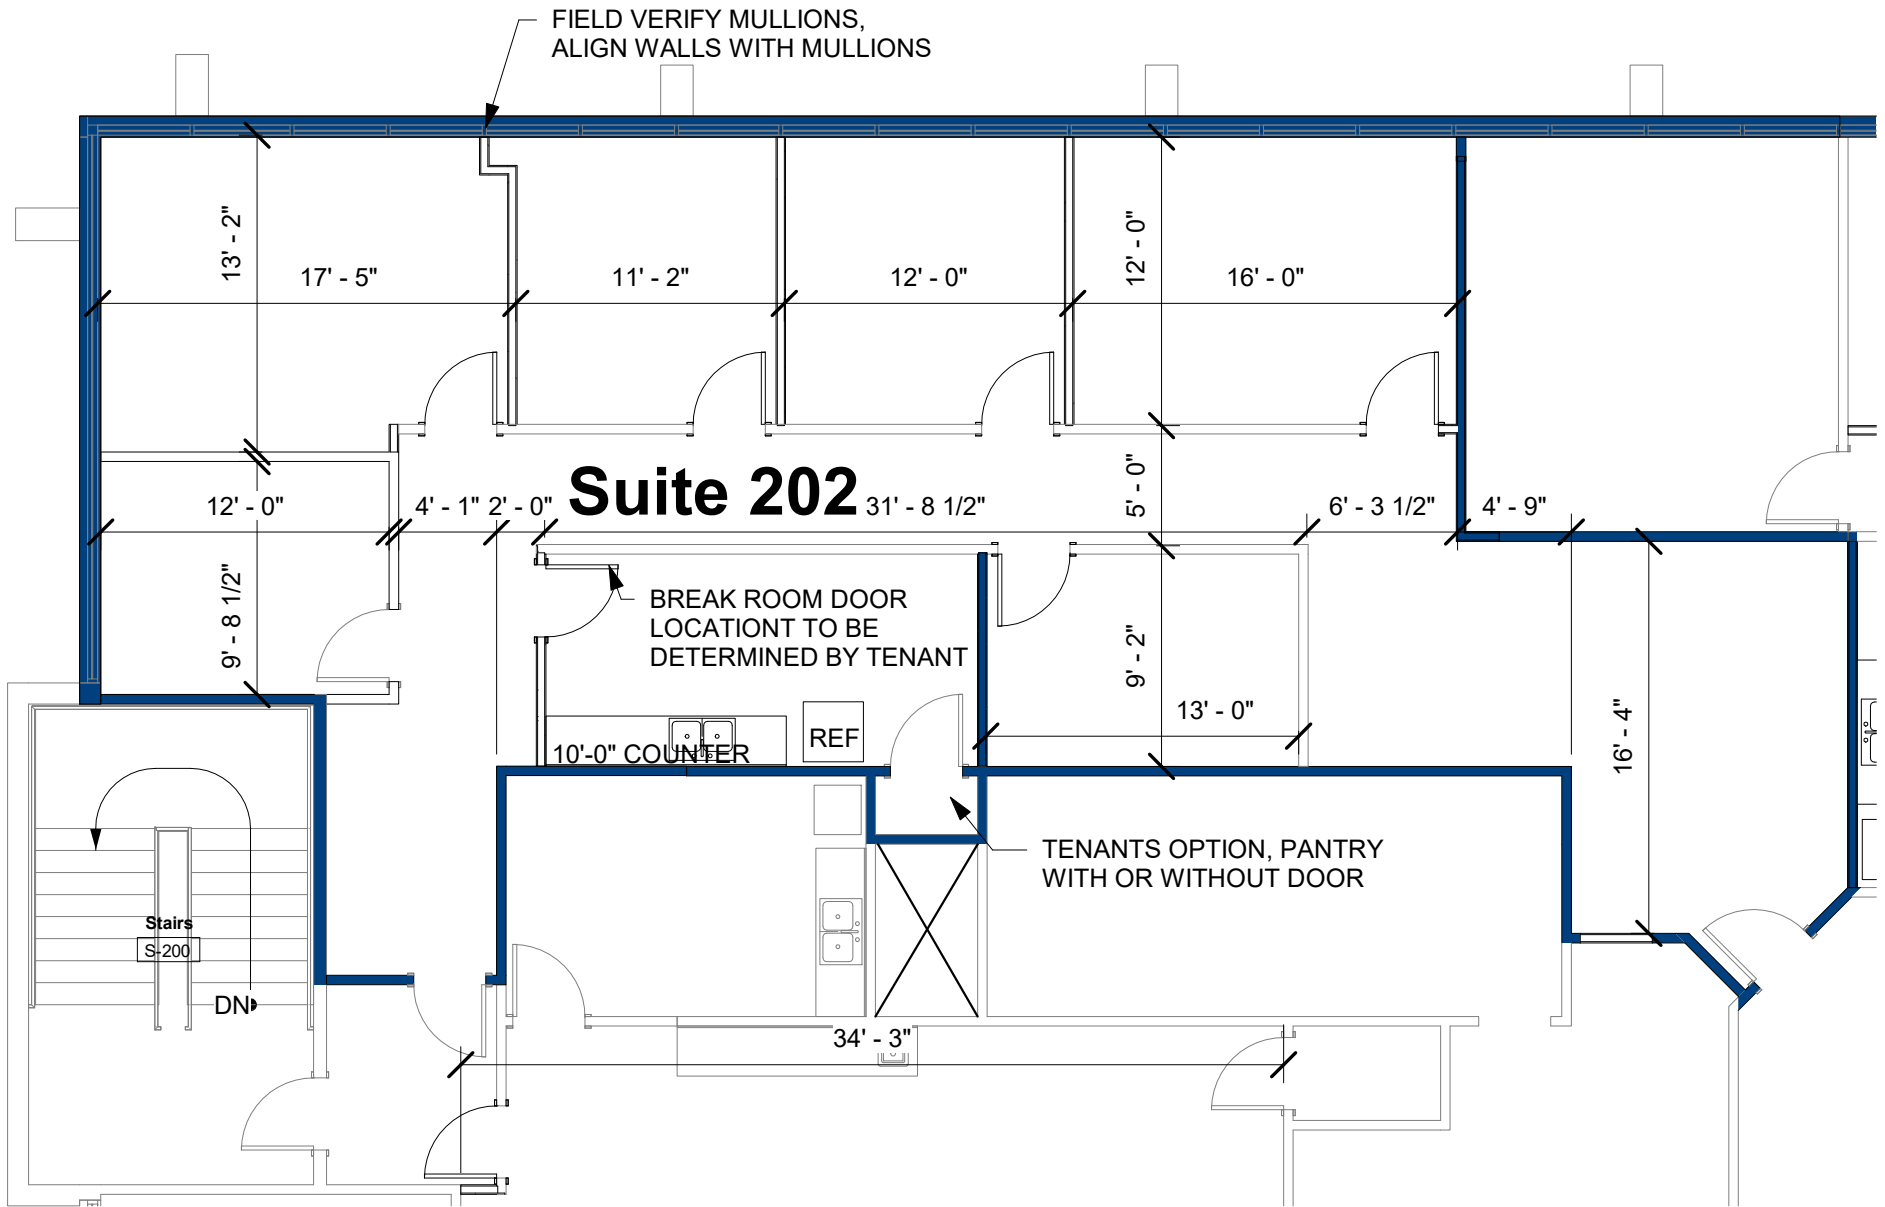 FIELD VERIFY MULLIONS,
ALIGN WALLS WITH MULLIONS
13' - 2"
12' - 0"
17' - 5"
11' - 2"
12' - 0"
16' - 0"
Suite 202
12' - 0"
4' - 1"
2' - 0"
31' - 8 1/2"
5' - 0"
6' - 3 1/2"
4' - 9"
9' - 8 1/2"
BREAK ROOM DOOR
LOCATIONT TO BE
DETERMINED BY TENANT
9' - 2"
13' - 0"
16' - 4"
REF
10'-0" COUNTER
TENANTS OPTION, PANTRY
WITH OR WITHOUT DOOR
Stairs
S-200
DN
34' - 3"